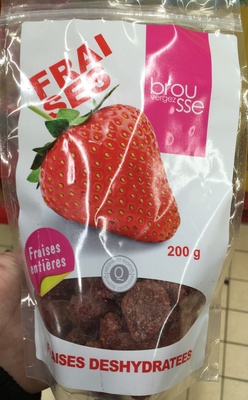 FRAI
SES
brou
vergez
sse
200 g
Fraises
entières
Q
AISES DESHYDRATEES